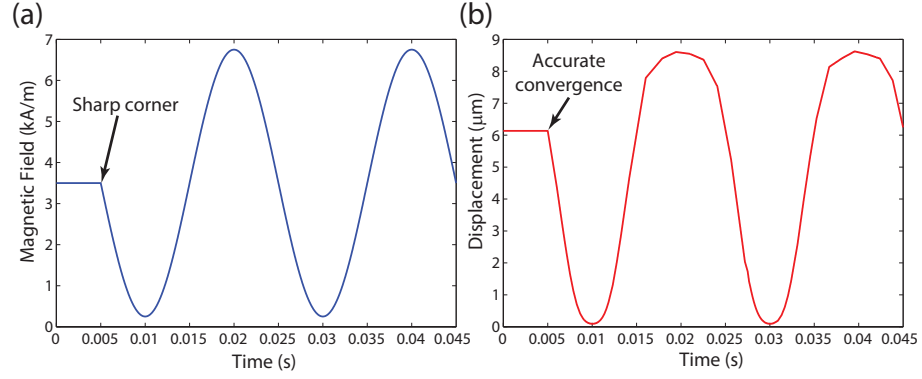 (a)
Magnetic Field (kA/m)
7
6
5
4
3
2
1
0
Sharp corner
0 0.005 0.01 0.015 0.02 0.025 0.03 0.035 0.04 0.045
Time (s)
(b)
Displacement (μm)
9
8
7
6
5
4
3
2
1
0
Accurate
convergence
0 0.005 0.01 0.015 0.02 0.025 0.03 0.035 0.04 0.045
Time (s)